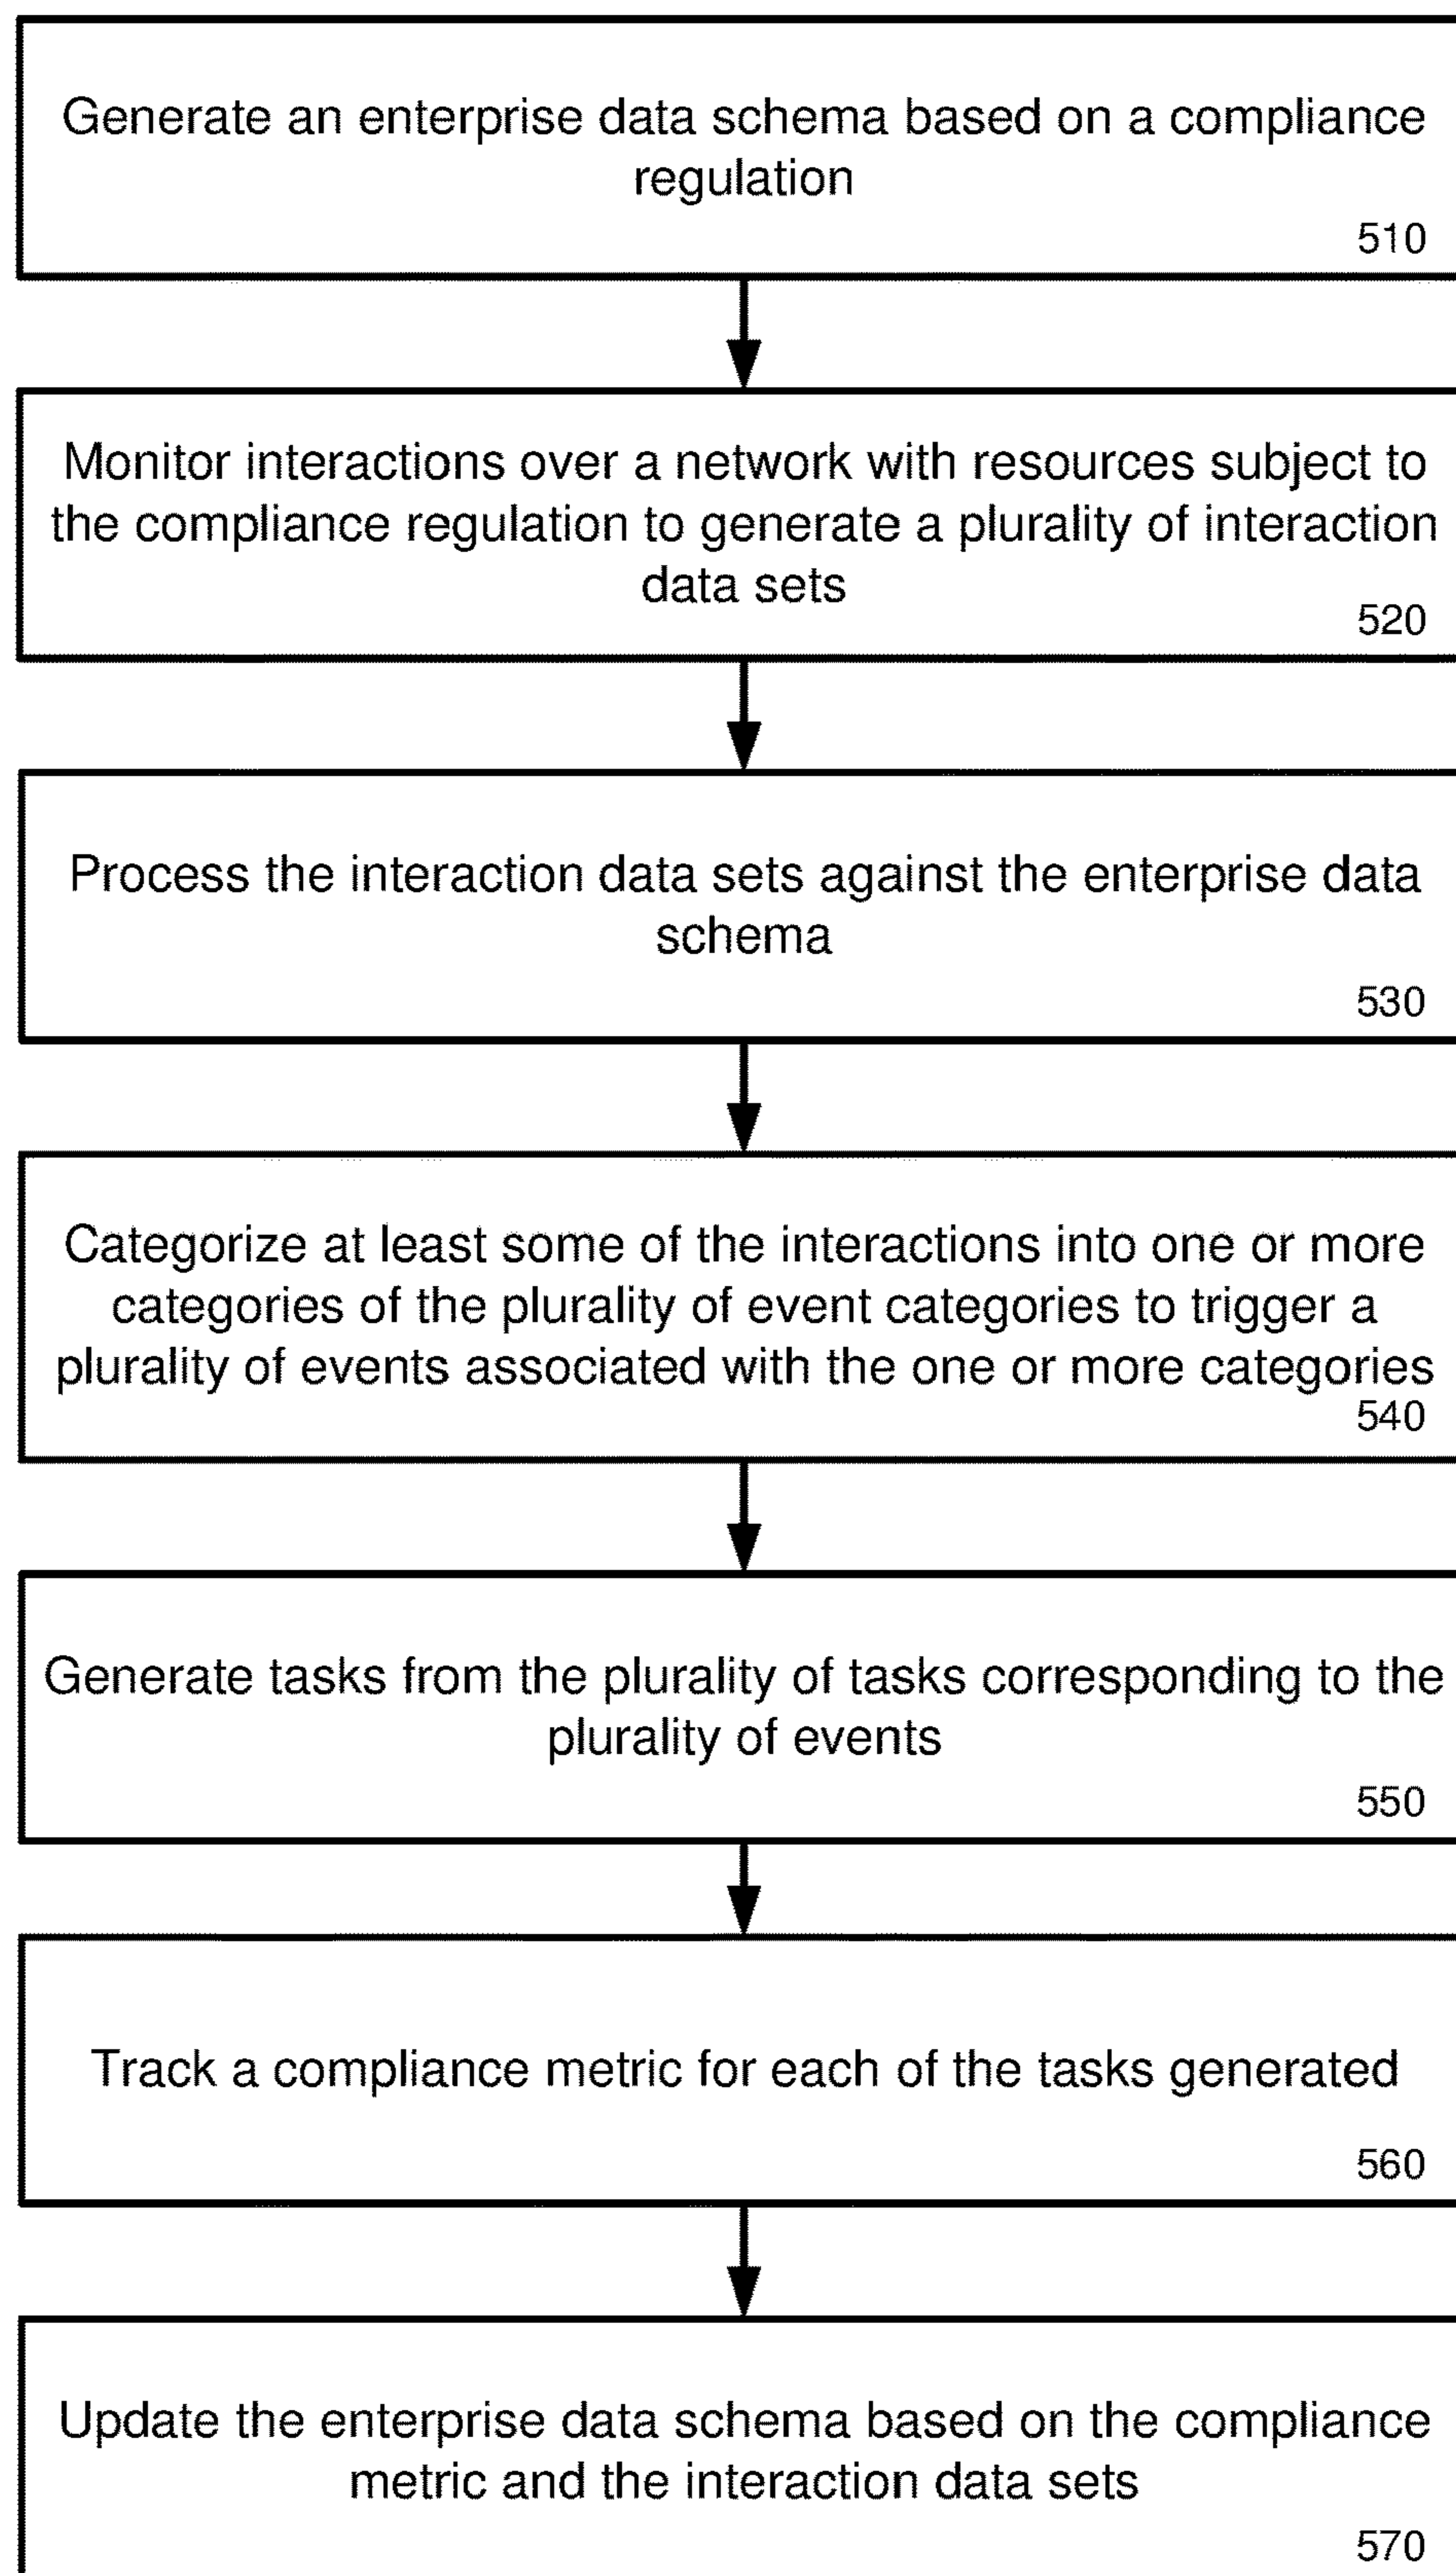 Generate an enterprise data schema based on a compliance
regulation
510
Monitor interactions over a network with resources subject to
the compliance regulation to generate a plurality of interaction
data sets
520
Process the interaction data sets against the enterprise data
schema
530
Categorize at least some of the interactions into one or more
categories of the plurality of event categories to trigger a
plurality of events associated with the one or more categories
540
Generate tasks from the plurality of tasks corresponding to the
plurality of events
550
Track a compliance metric for each of the tasks generated
560
Update the enterprise data schema based on the compliance
metric and the interaction data sets
570